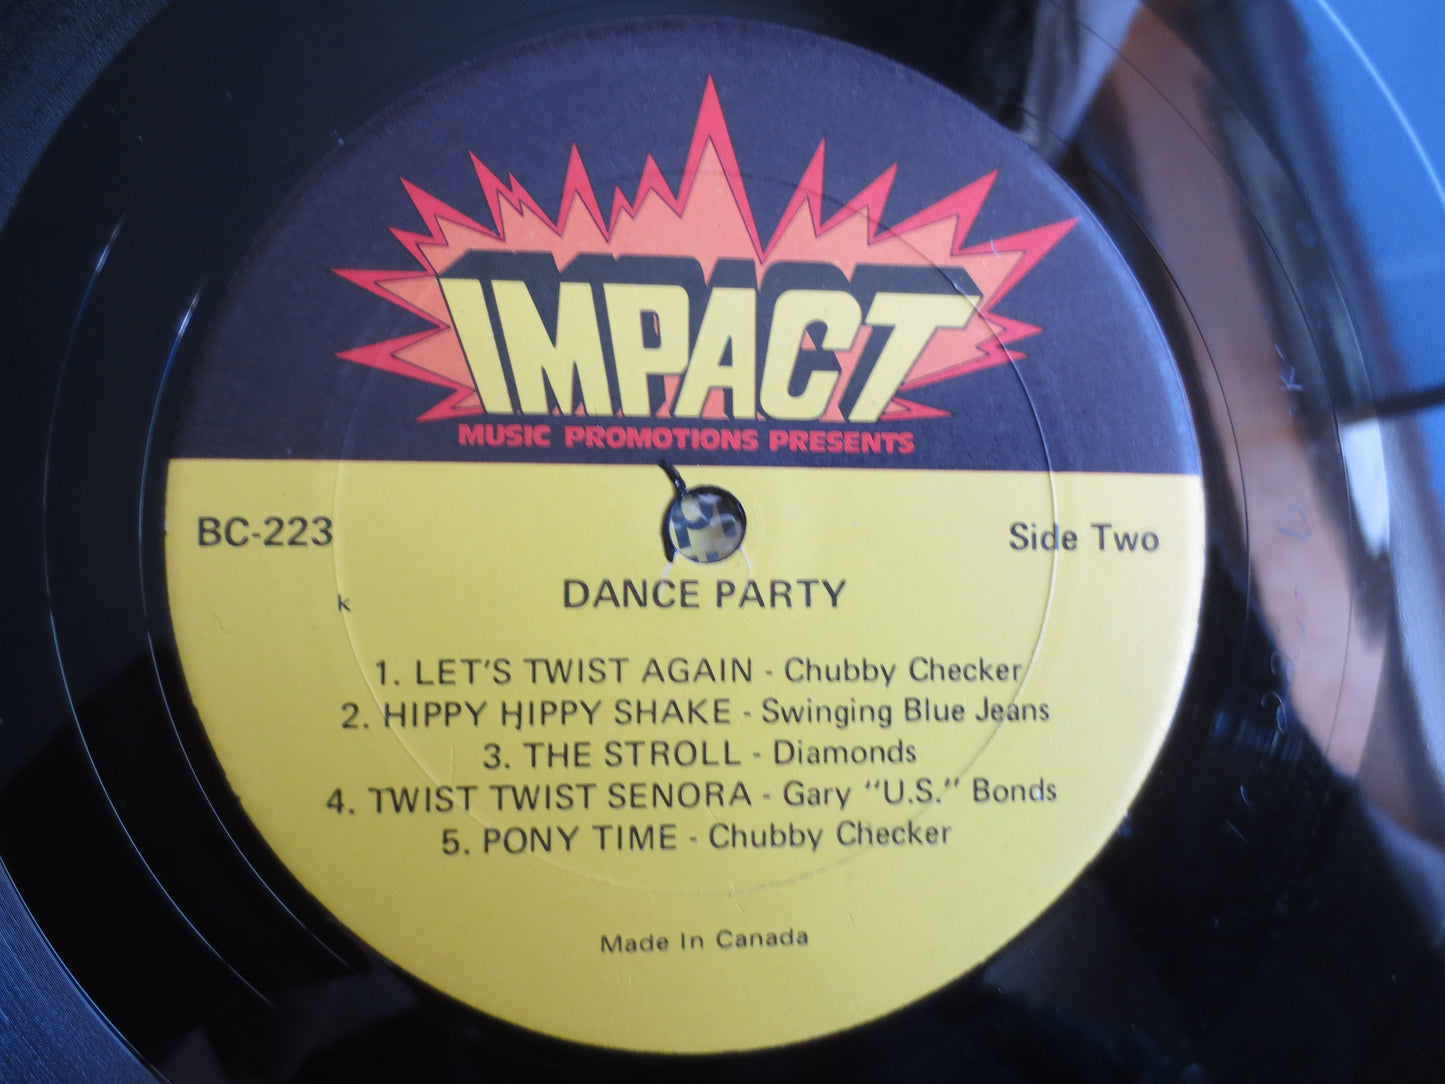 IMPACT
MUSIC PROMOTIONS PRESENTS
BC-223
Side Two
DANCE PARTY
k
1. LET'S TWIST AGAIN - Chubby Checker
2. HIPPY HIPPY SHAKE - Swinging Blue Jeans
3. THE STROLL - Diamonds
4. TWIST TWIST SENORA - Gary "U.S." Bonds
5. PONY TIME - Chubby Checker
Made In Canada